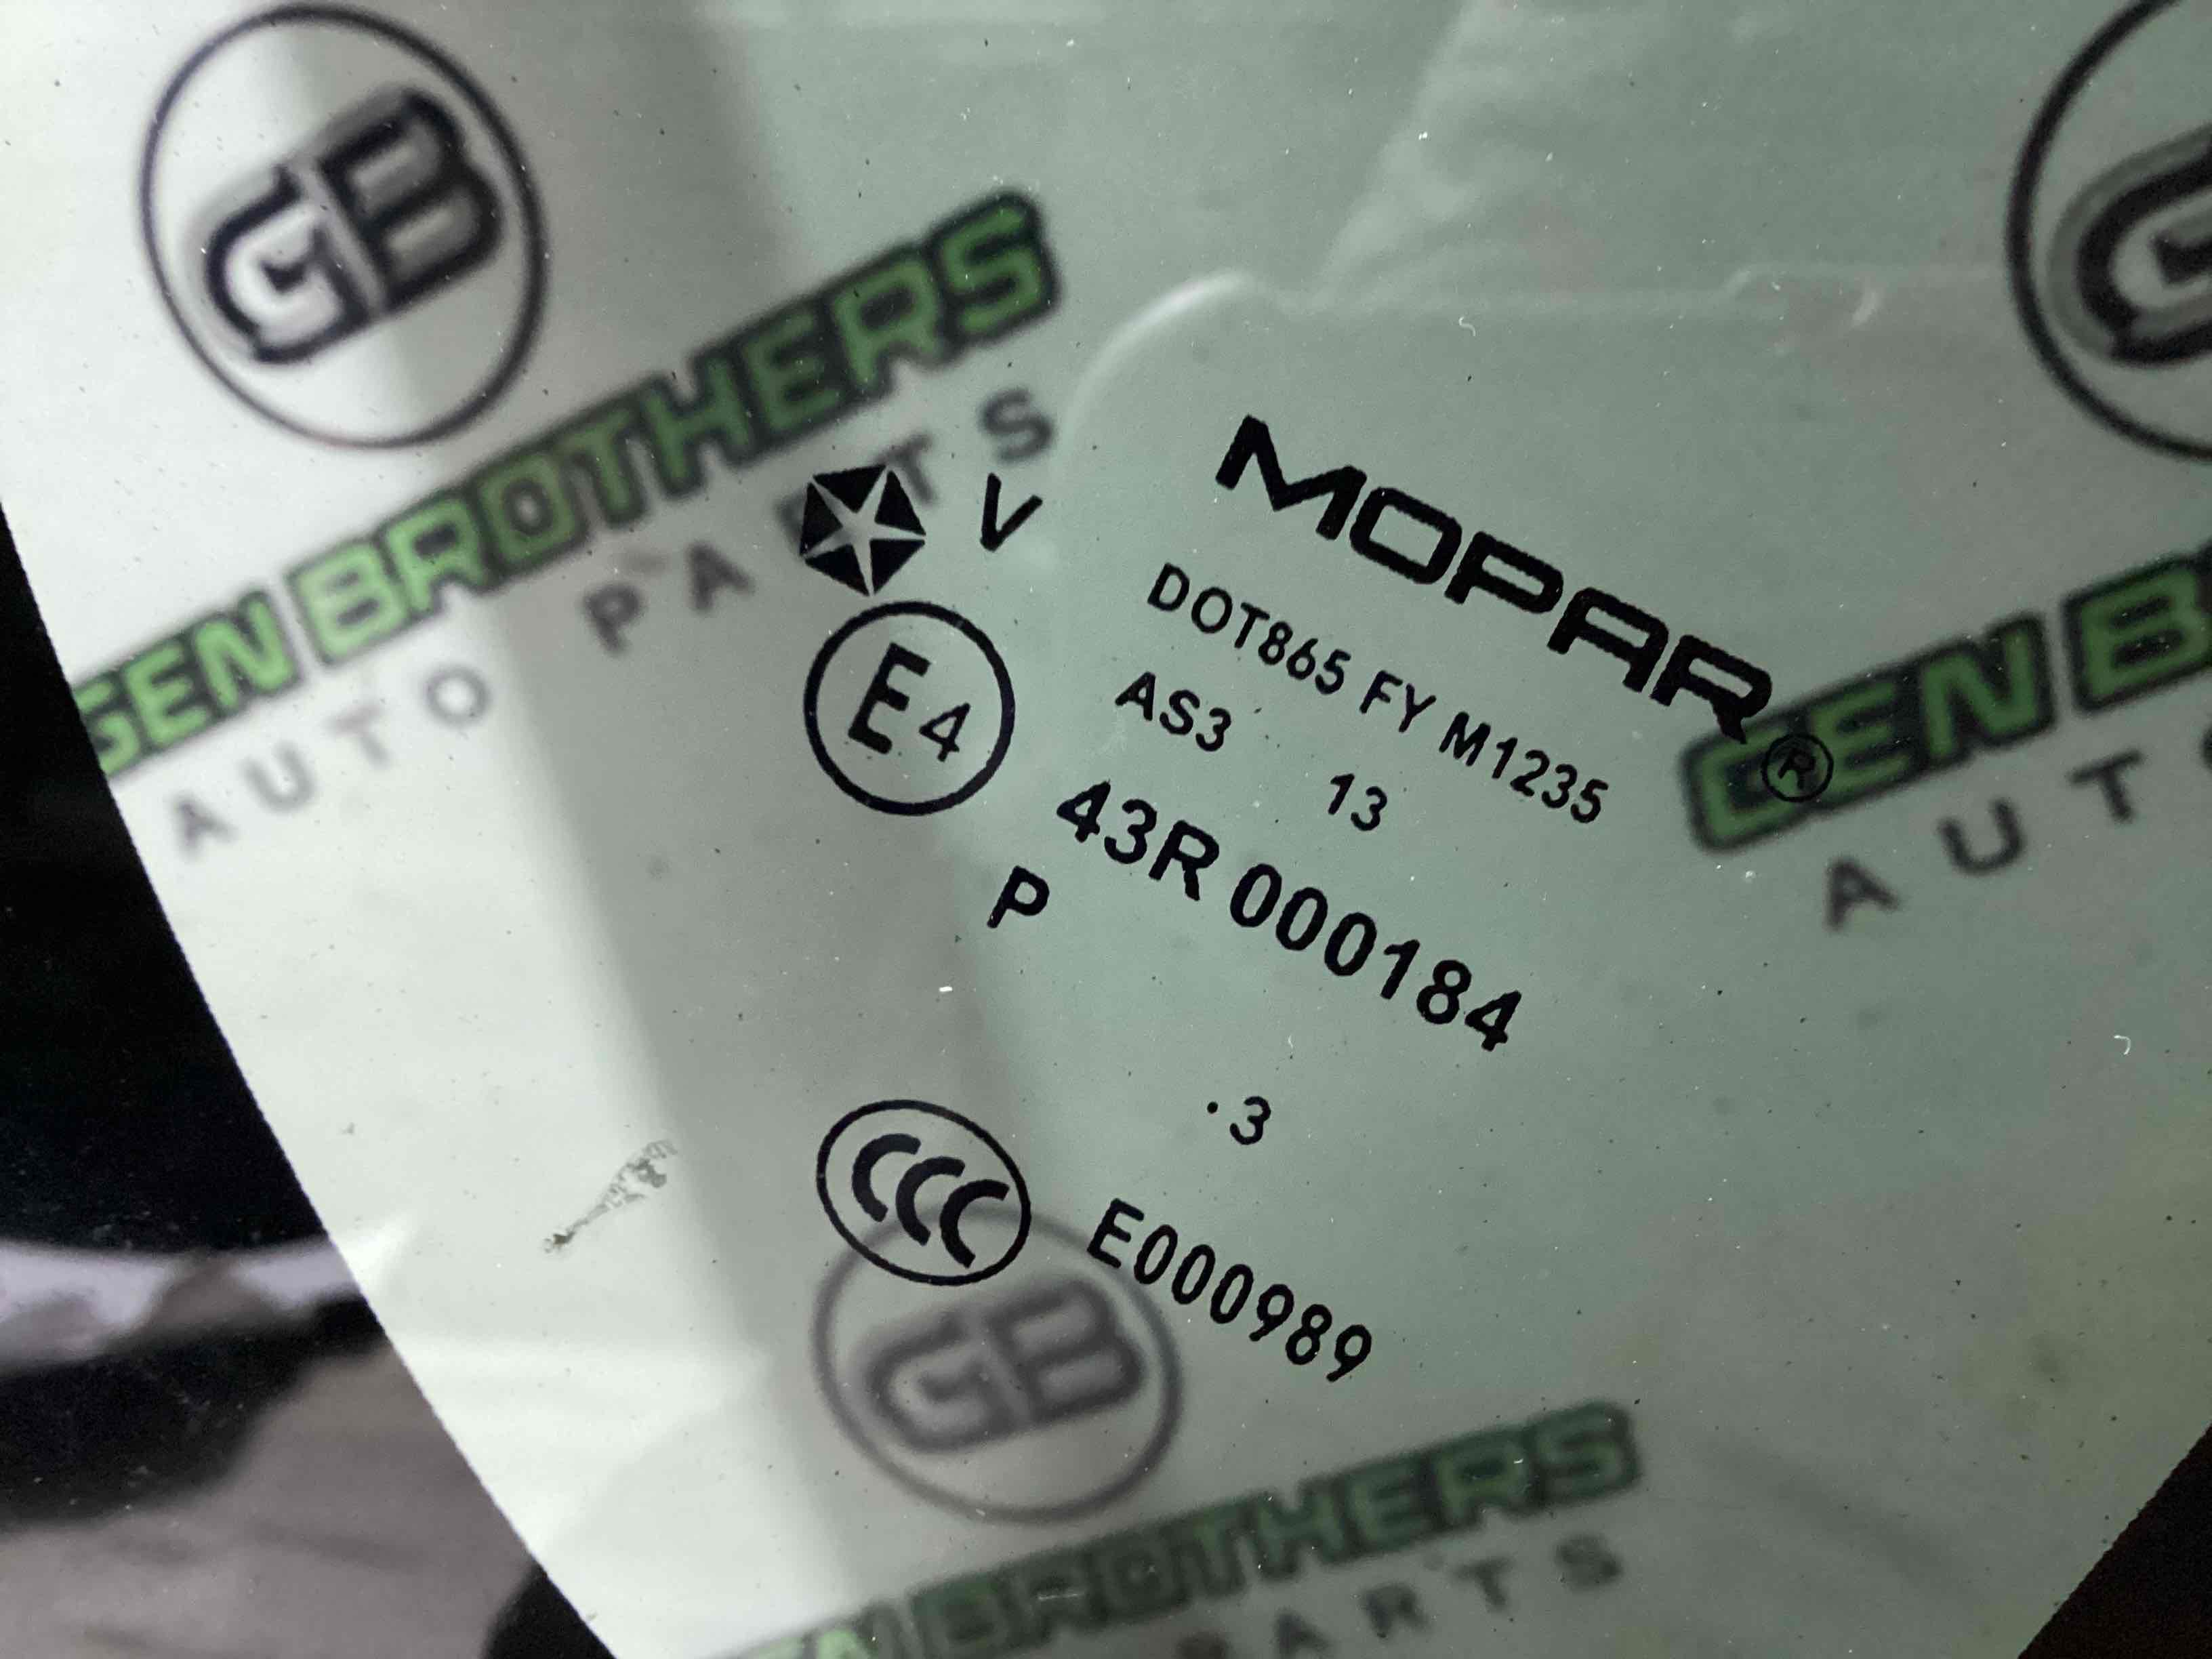 GB
GEN BROTHERS
AUTO PARTS
V
MOPAR®
DOT865 FY M1235
AS3 13
E4
43R 000184
P
.3
CCC
E000989
GEN B
AUT
GB
BROTHERS
PARTS